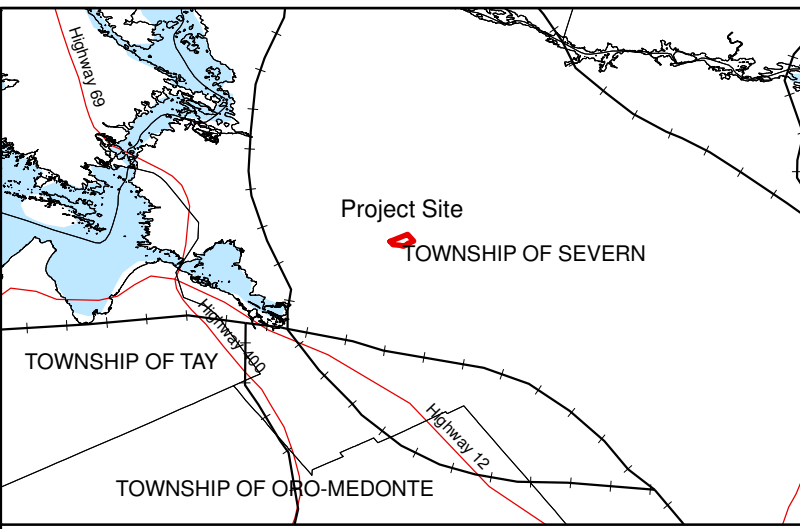 Highway 69
Project Site
TOWNSHIP OF SEVERN
Highway 400
TOWNSHIP OF TAY
Highway 12
TOWNSHIP OF ORO-MEDONTE